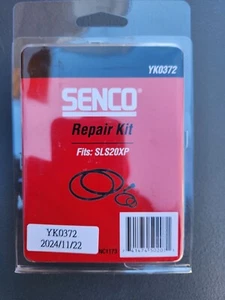 YK0372
SENCO
Repair Kit
Fits: SLS20XP
YK0372
2024/11/22